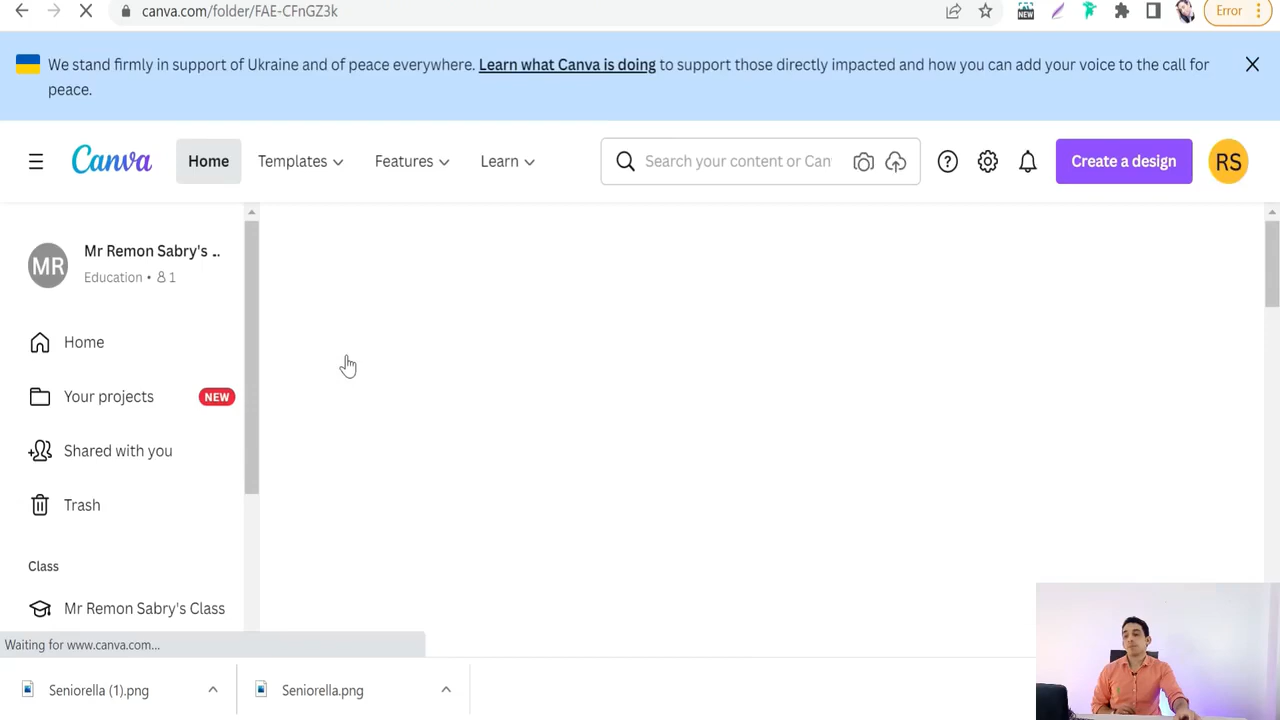 canva.com/folder/FAE-CFnGZ3k
NEW
Error
We stand firmly in support of Ukraine and of peace everywhere. Learn what Canva is doing to support those directly impacted and how you can add your voice to the call for
peace.
Canva
Home
Templates
Features
Learn
Search your content or Can
Create a design
RS
MR
Mr Remon Sabry's ..
Education • 1
Home
Your projects
NEW
Shared with you
Trash
Class
Mr Remon Sabry's Class
Waiting for www.canva.com...
Seniorella (1).png
Seniorella.png